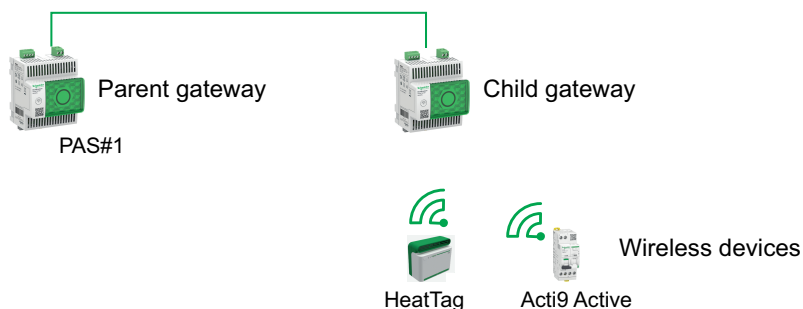 Parent gateway
Child gateway
PAS#1
Wireless devices
HeatTag
Acti9 Active